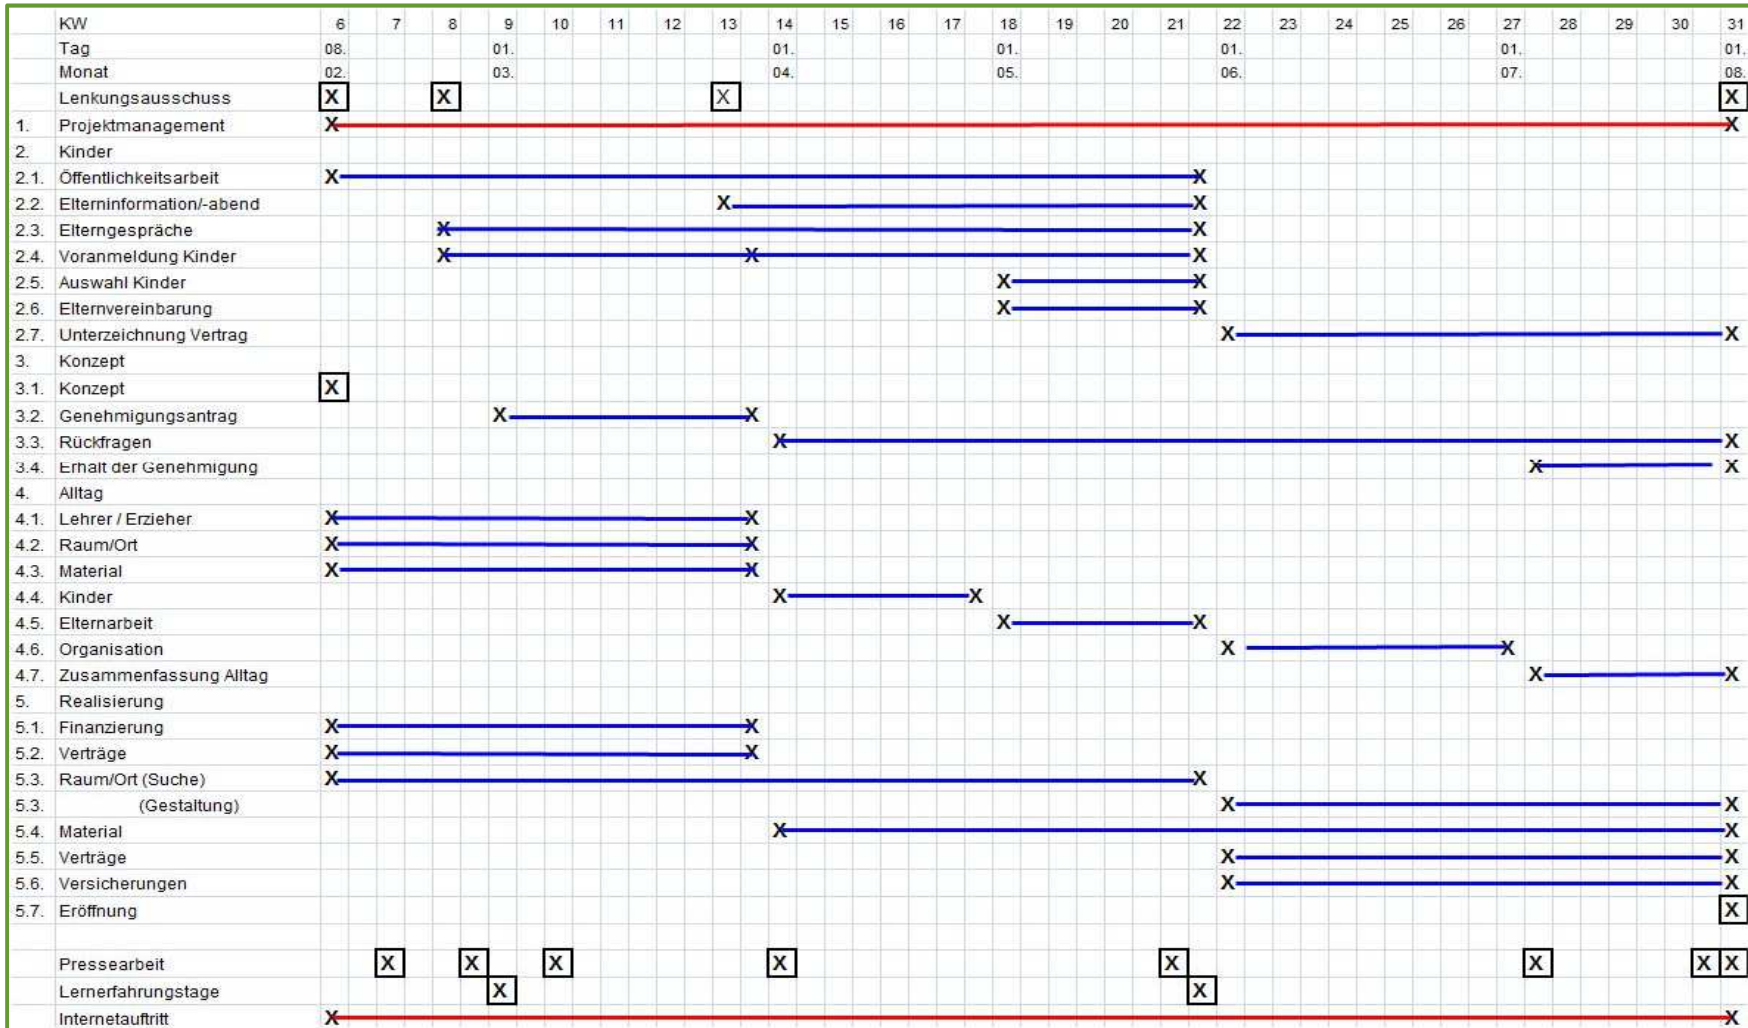 KW 6 7 8 9 10 11 12 13 14 15 16 17 18 19 20 21 22 23 24 25 26 27 28 29 30 31
Tag 08. 01. 01. 01. 01. 01. 01.
Monat 02. 03. 04. 05. 06. 07. 08.
Lenkungsausschuss X X X X
1. Projektmanagement X X
2. Kinder
2.1. Öffentlichkeitsarbeit X X
2.2. Elterninformation/-abend X X
2.3. Elterngespräche X X
2.4. Voranmeldung Kinder X X X
2.5. Auswahl Kinder X X
2.6. Elternvereinbarung X X
2.7. Unterzeichnung Vertrag X X
3. Konzept
3.1. Konzept X
3.2. Genehmigungsantrag X X
3.3. Rückfragen X X
3.4. Erhalt der Genehmigung X X
4. Alltag
4.1. Lehrer / Erzieher X X
4.2. Raum/Ort X X
4.3. Material X X
4.4. Kinder X X
4.5. Elternarbeit X X
4.6. Organisation X X
4.7. Zusammenfassung Alltag X X
5. Realisierung
5.1. Finanzierung X X
5.2. Verträge X X
5.3. Raum/Ort (Suche) X X
5.3. (Gestaltung) X X
5.4. Material X X
5.5. Verträge X X
5.6. Versicherungen X X
5.7. Eröffnung X
Pressearbeit X X X X X X X X
Lernerfahrungstage X X
Internetauftritt X X